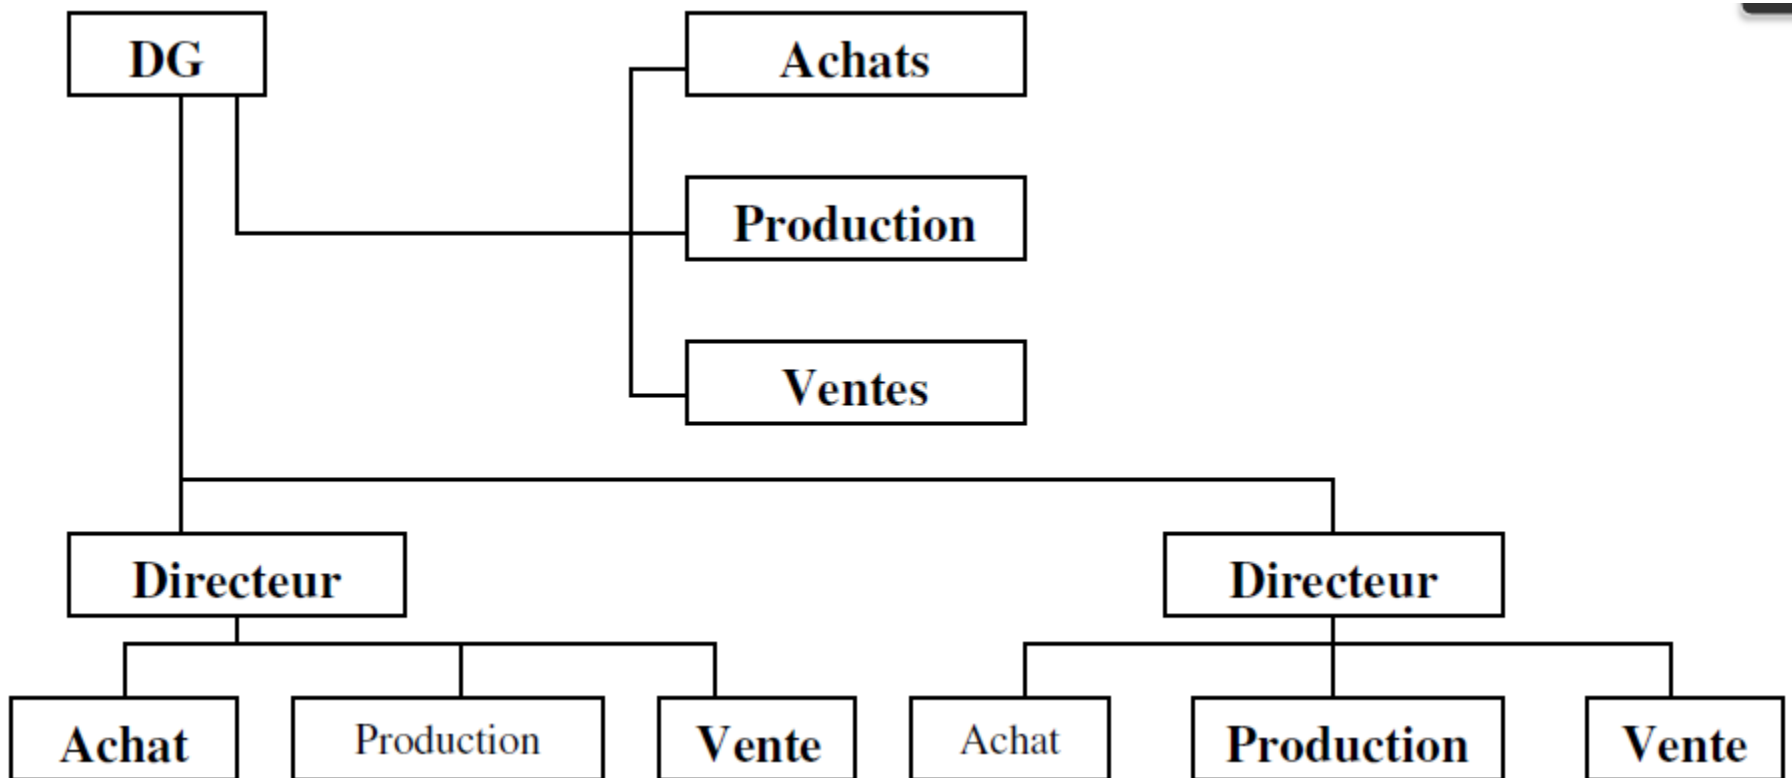 DG
Achats
Production
Ventes
Directeur
Directeur
Achat
Production
Vente
Achat
Production
Vente